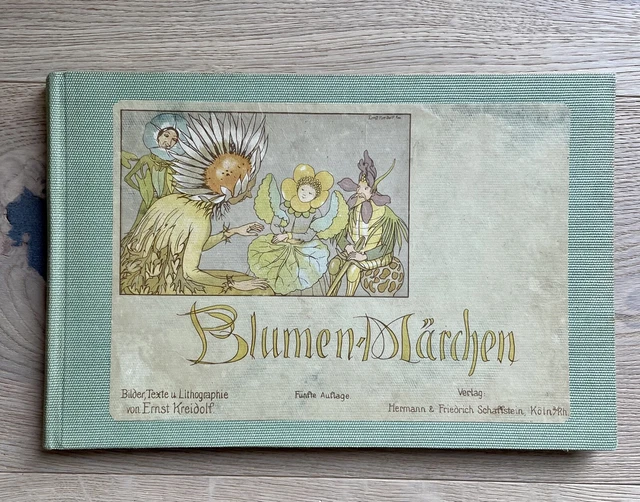 Blumen-Märchen
Bilder, Texte u. Lithographie
von Ernst Kreidolf.
Fünfte Auflage
Verlag
Hermann & Friedrich Schaffstein, Köln a/Rh